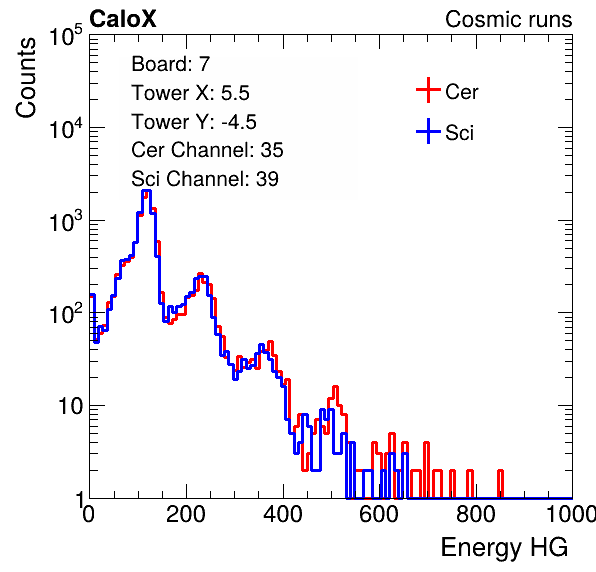 CaloX Cosmic runs
Counts
10^5
10^4
10^3
10^2
10
1
Board: 7
Tower X: 5.5
Tower Y: -4.5
Cer Channel: 35
Sci Channel: 39
Cer
Sci
0 200 400 600 800 1000
Energy HG